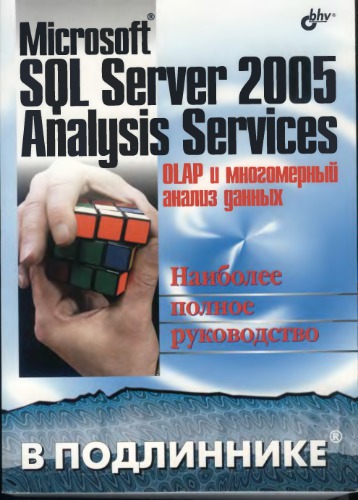 bhv®
Microsoft®
SQL Server 2005
Analysis Services
OLAP и многомерный
анализ данных
Наиболее
полное
руководство
В ПОДЛИННИКЕ®